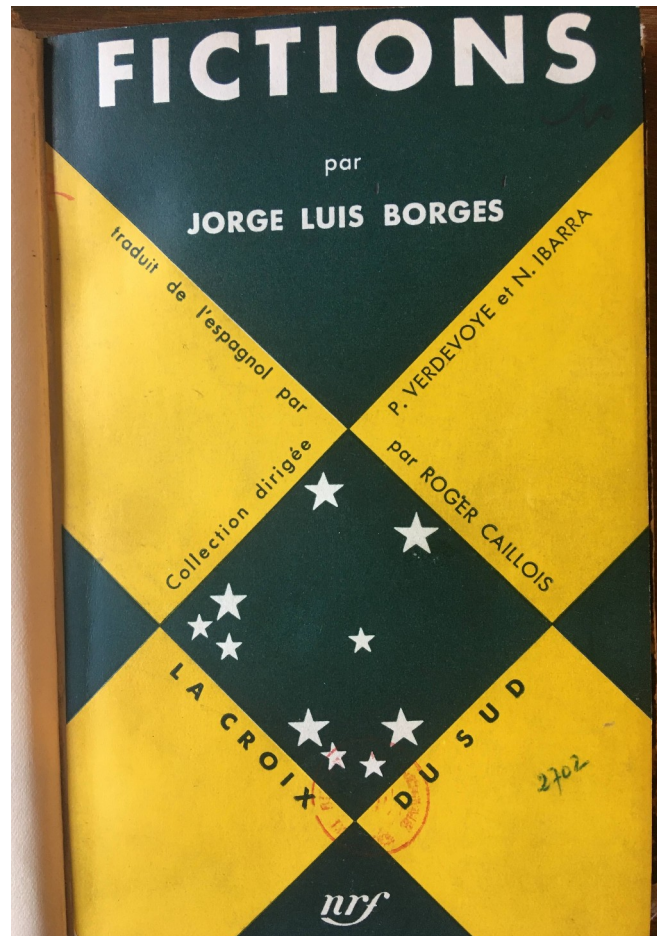 FICTIONS
par
JORGE LUIS BORGES
traduit de l'espagnol par
P. VERDEVOYE et N. IBARRA
Collection dirigée
par ROGER CAILLOIS
LA CROIX
DU SUD
2702
nrf